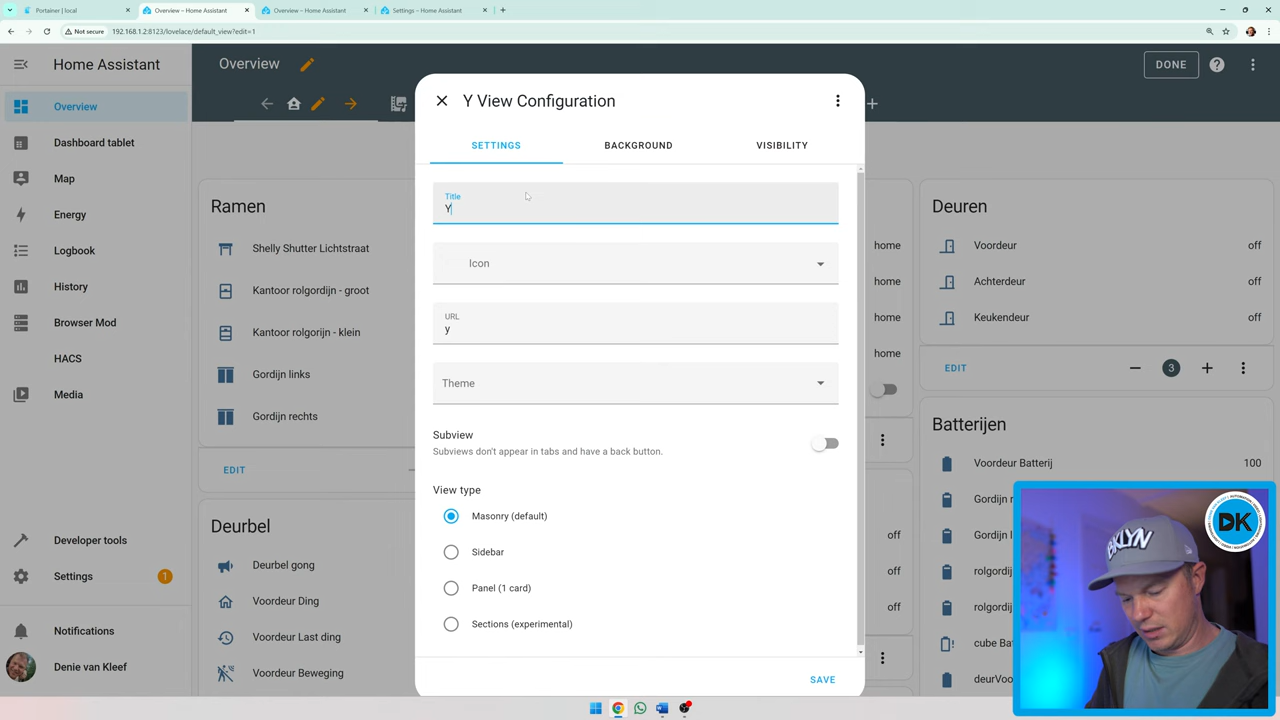 Portainer | local
Overview – Home Assistant
Overview – Home Assistant
Settings – Home Assistant
Not secure
192.168.1.2:8123/lovelace/default_view?edit=1
Home Assistant
Overview
DONE
Overview
Dashboard tablet
Map
Energy
Logbook
History
Browser Mod
HACS
Media
Developer tools
Settings
1
Notifications
Denie van Kleef
Ramen
Shelly Shutter Lichtstraat
Kantoor rolgordijn - groot
Kantoor rolgorijn - klein
Gordijn links
Gordijn rechts
EDIT
Deurbel
Deurbel gong
Voordeur Ding
Voordeur Last ding
Voordeur Beweging
Y View Configuration
SETTINGS
BACKGROUND
VISIBILITY
Title
Y
Icon
URL
y
Theme
Subview
Subviews don't appear in tabs and have a back button.
View type
Masonry (default)
Sidebar
Panel (1 card)
Sections (experimental)
SAVE
home
home
home
off
off
off
Deuren
Voordeur off
Achterdeur off
Keukendeur off
EDIT
3
Batterijen
Voordeur Batterij 100
Gordijn
Gordijn l
rolgordij
rolgordij
cube Ba
deurVoo
DK